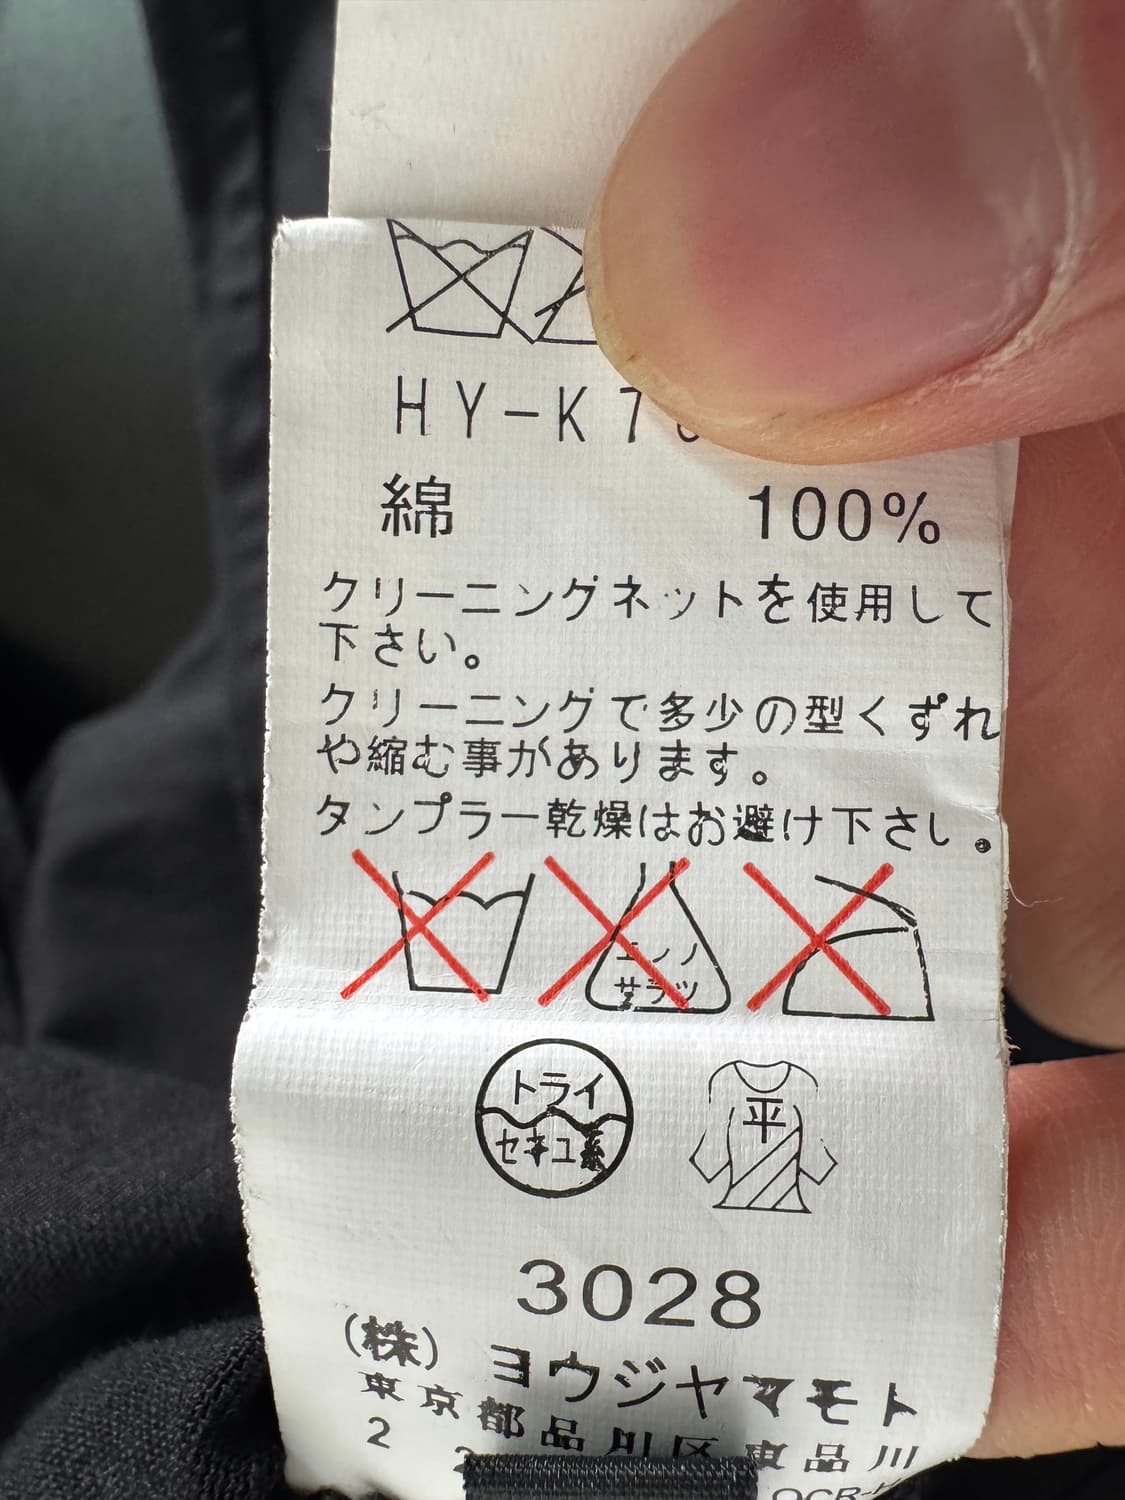 HY-K7
綿 100%
クリーニングネットを使用して
下さい。
クリーニングで多少の型くずれ
や縮む事があります。
タンブラー乾燥はお避け下さい。
エンソ
サラシ
ドライ
セキユ系
平
3028
(株) ヨウジヤマモト
東京都品川区東品川
2 2